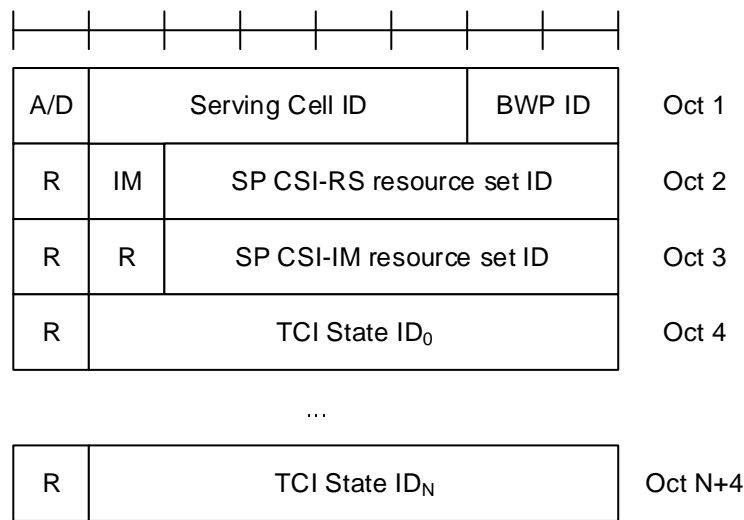 A/D Serving Cell ID BWP ID Oct 1
R IM SP CSI-RS resource set ID Oct 2
R R SP CSI-IM resource set ID Oct 3
R TCI State ID₀ Oct 4
...
R TCI State IDN Oct N+4